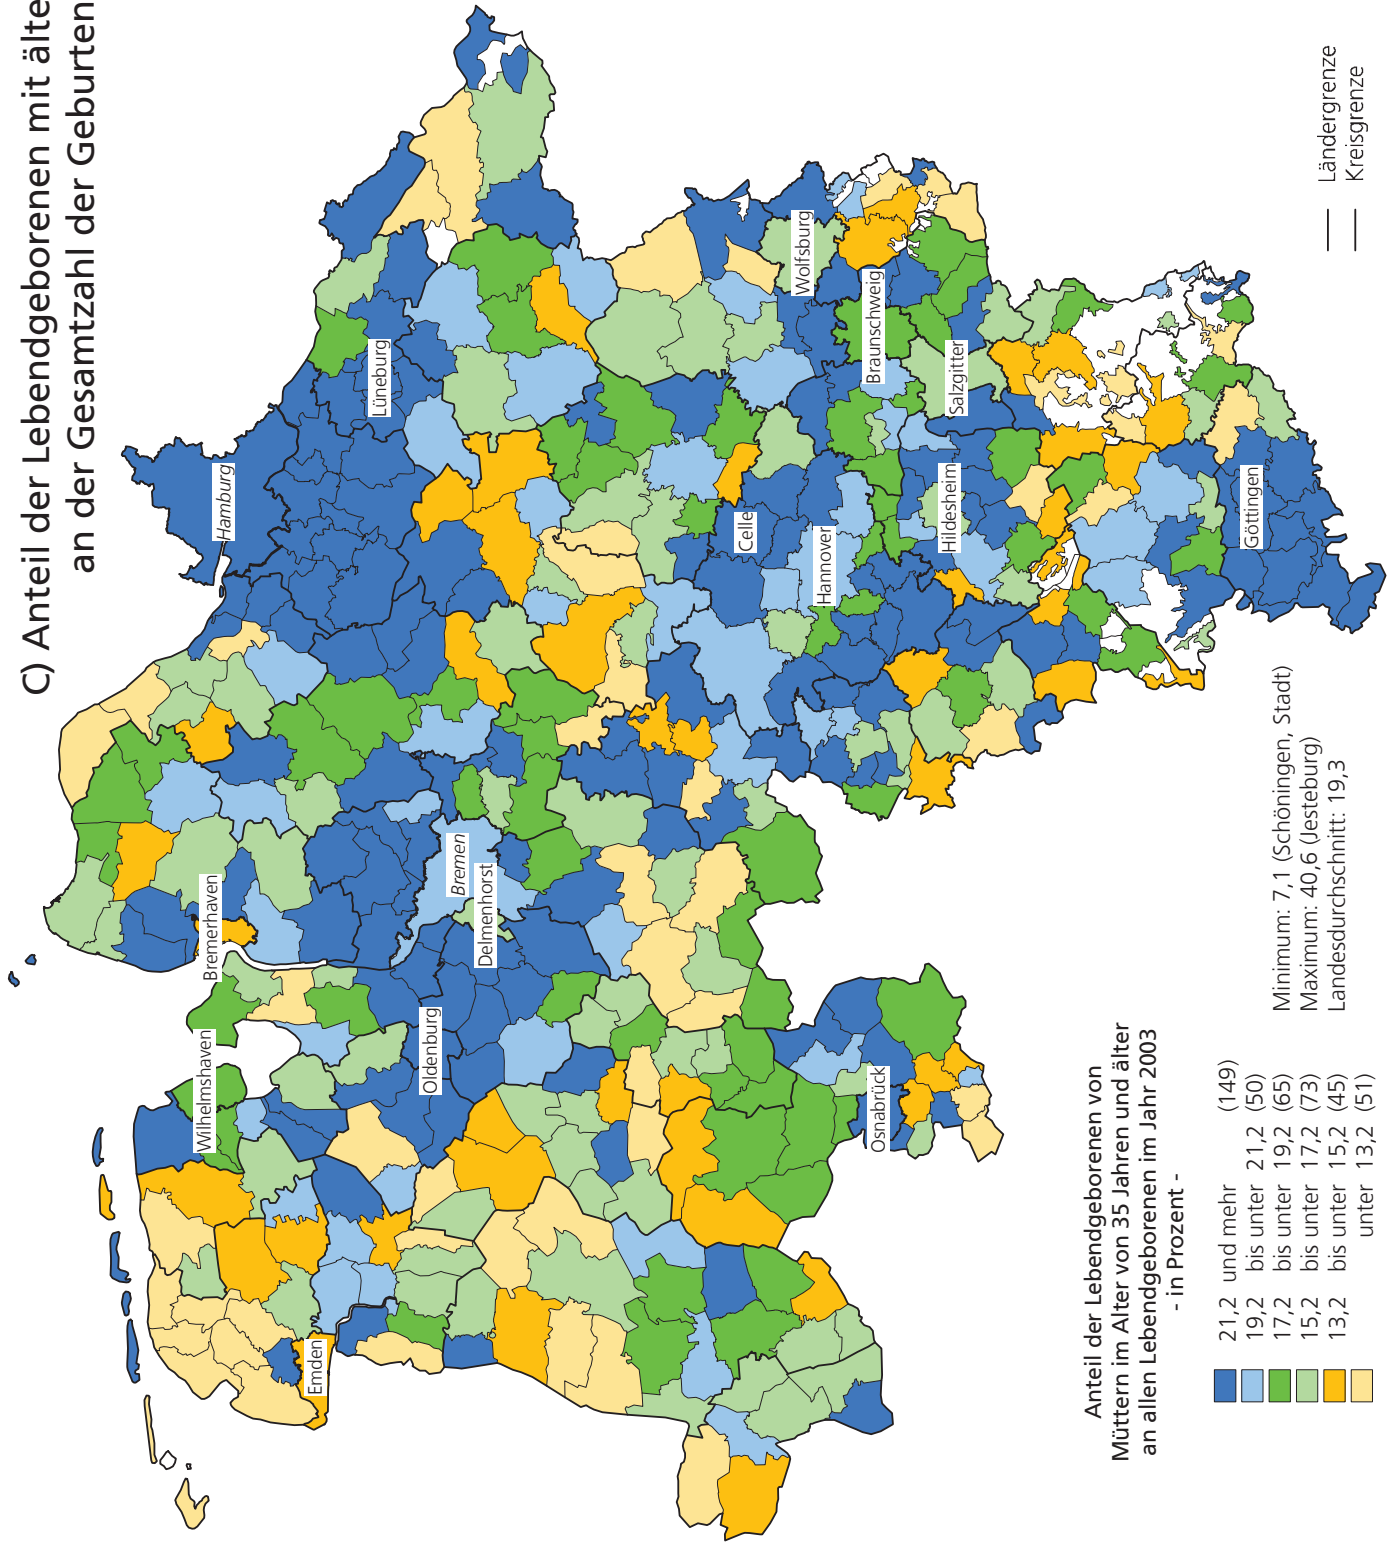 C) Anteil der Lebendgeborenen mit älte
an der Gesamtzahl der Geburten
Hamburg
Lüneburg
Bremerhaven
Wilhelmshaven
Emden
Bremen
Delmenhorst
Oldenburg
Celle
Hannover
Wolfsburg
Braunschweig
Salzgitter
Hildesheim
Göttingen
Osnabrück
Anteil der Lebendgeborenen von
Müttern im Alter von 35 Jahren und älter
an allen Lebendgeborenen im Jahr 2003
- in Prozent -
21,2 und mehr (149)
19,2 bis unter 21,2 (50)
17,2 bis unter 19,2 (65)
15,2 bis unter 17,2 (73)
13,2 bis unter 15,2 (45)
unter 13,2 (51)
Minimum: 7,1 (Schöningen, Stadt)
Maximum: 40,6 (Jesteburg)
Landesdurchschnitt: 19,3
Ländergrenze
Kreisgrenze